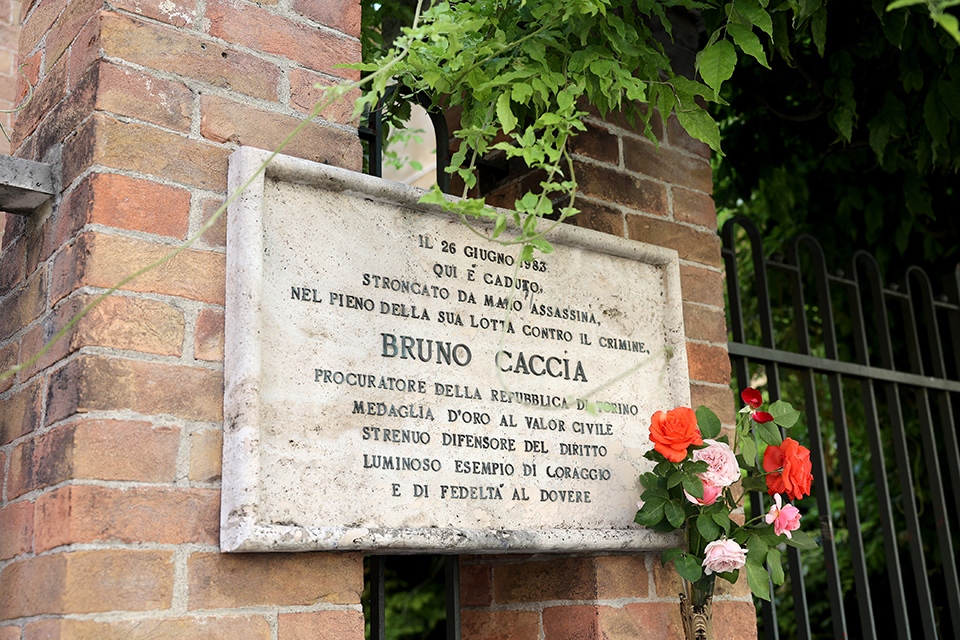 IL 26 GIUGNO 1983
QUI È CADUTO,
STRONCATO DA MANO ASSASSINA,
NEL PIENO DELLA SUA LOTTA CONTRO IL CRIMINE,
BRUNO CACCIA
PROCURATORE DELLA REPUBBLICA DI TORINO
MEDAGLIA D'ORO AL VALOR CIVILE
STRENUO DIFENSORE DEL DIRITTO
LUMINOSO ESEMPIO DI CORAGGIO
E DI FEDELTA' AL DOVERE